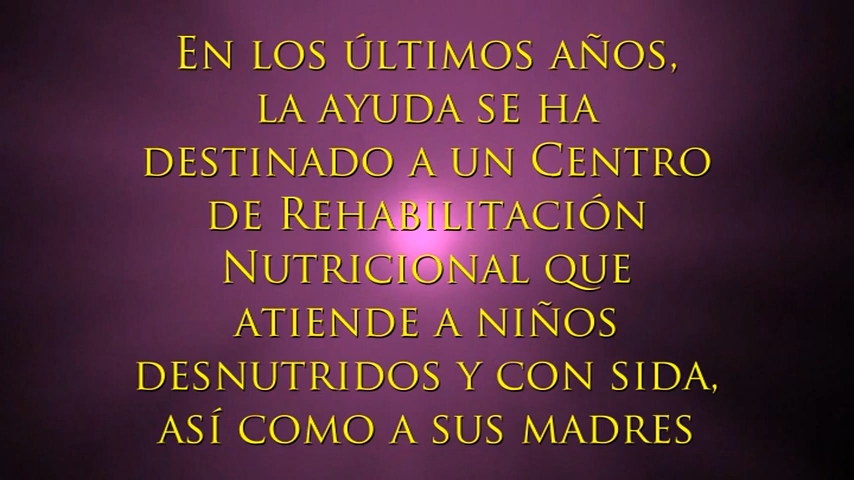 En los últimos años,
la ayuda se ha
destinado a un Centro
de Rehabilitación
Nutricional que
atiende a niños
desnutridos y con sida,
así como a sus madres